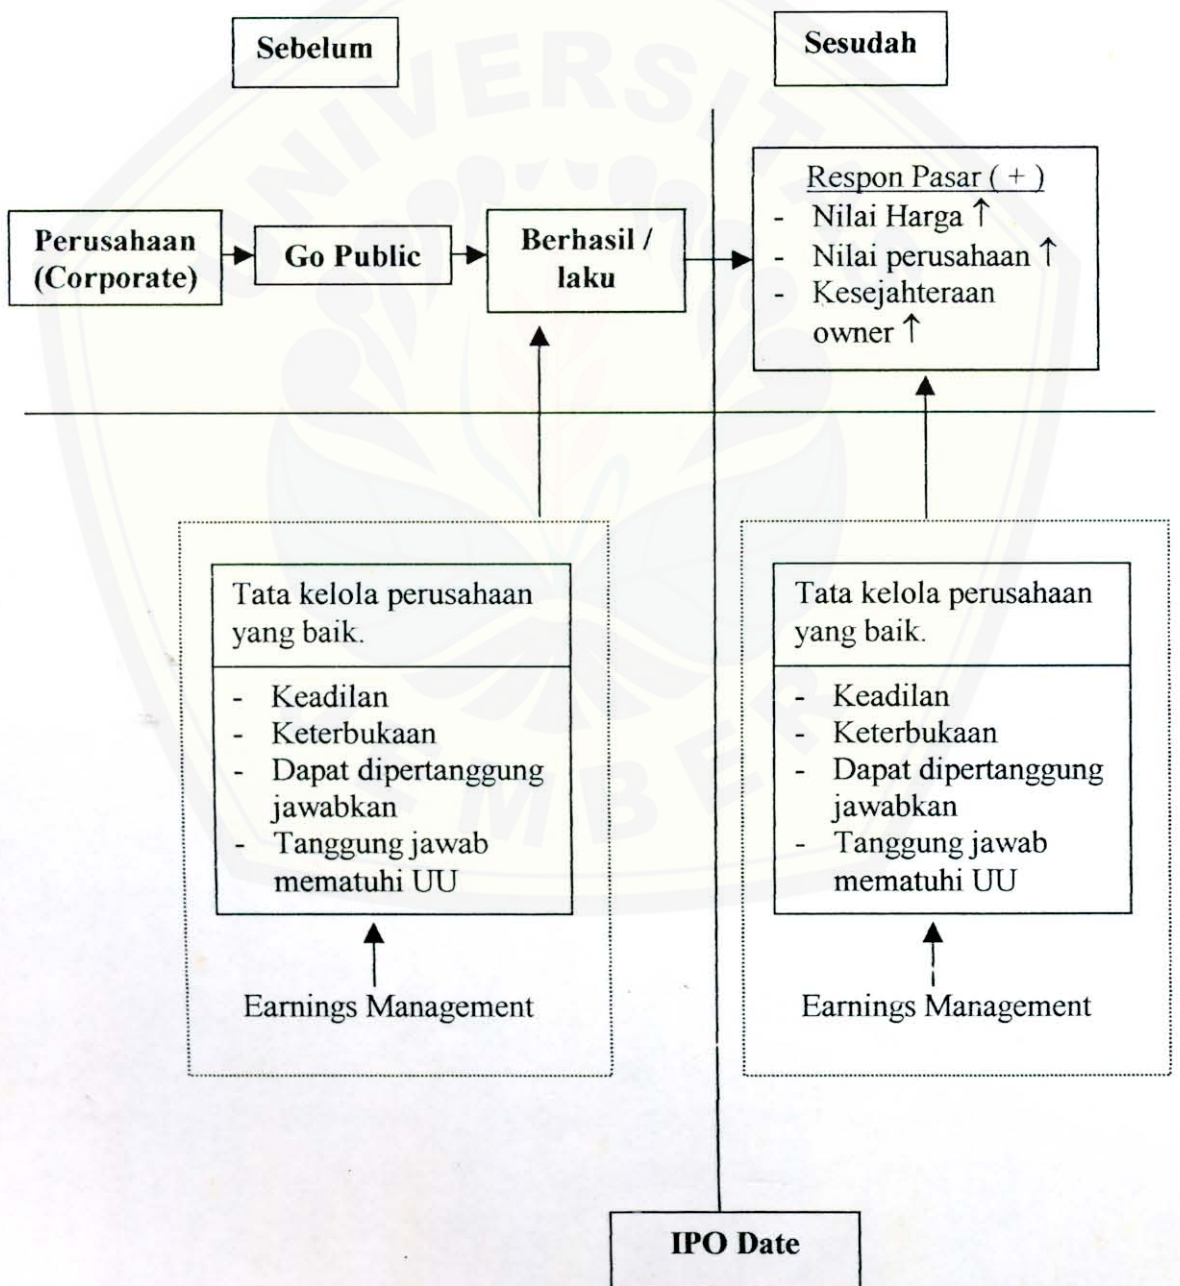 Sebelum
Sesudah
Perusahaan
(Corporate)
Go Public
Berhasil /
laku
Respon Pasar ( + )
- Nilai Harga ↑
- Nilai perusahaan ↑
- Kesejahteraan
owner ↑
Tata kelola perusahaan
yang baik.
- Keadilan
- Keterbukaan
- Dapat dipertanggung
jawabkan
- Tanggung jawab
mematuhi UU
Earnings Management
Tata kelola perusahaan
yang baik.
- Keadilan
- Keterbukaan
- Dapat dipertanggung
jawabkan
- Tanggung jawab
mematuhi UU
Earnings Management
IPO Date
UNIVERSITAS
JEMBER